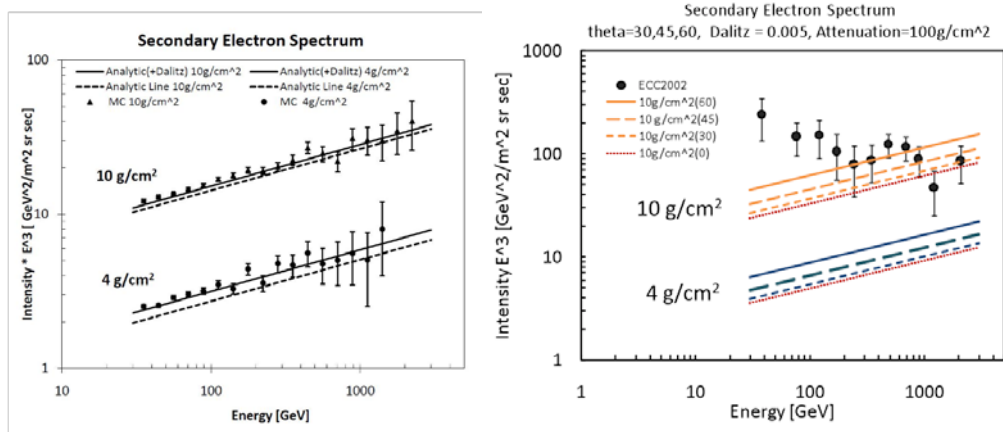 Secondary Electron Spectrum
Analytic(+Dalitz) 10g/cm^2
Analytic(+Dalitz) 4g/cm^2
Analytic Line 10g/cm^2
Analytic Line 4g/cm^2
MC 10g/cm^2
MC 4g/cm^2
10 g/cm²
4 g/cm²
Intensity * E^3 [ GeV^2/m^2 sr sec]
100
10
1
10
100
1000
10000
Energy [GeV]
Secondary Electron Spectrum
theta=30,45,60, Dalitz = 0.005, Attenuation=100g/cm^2
ECC2002
10g/cm^2(60)
10 g/cm^2(45)
10g/cm^2(30)
10g/cm^2(0)
10 g/cm²
4 g/cm²
Intensity E^3 [GeV^2/m^2 sr sec]
1000
100
10
1
1
10
100
1000
Energy [GeV]